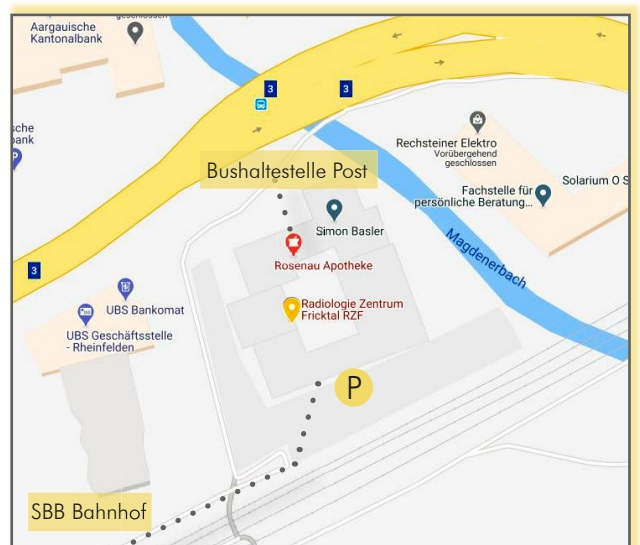 Aargauische
Kantonalbank
geschlossen
3
3
sche
bank
P
Rechsteiner Elektro
Vorübergehend
geschlossen
Bushaltestelle Post
Solarium O S
Fachstelle für
persönliche Beratung...
Simon Basler
Magdenerbach
Rosenau Apotheke
3
UBS Bankomat
Radiologie Zentrum
Fricktal RZF
UBS Geschäftsstelle
- Rheinfelden
P
SBB Bahnhof